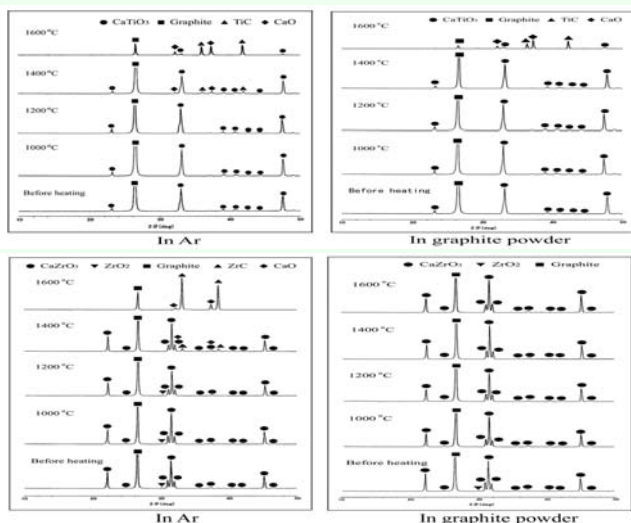 CaTiO3 Graphite TiC CaO
1600°C
1400°C
1200°C
1000°C
Before heating
In Ar
CaTiO3 Graphite TiC CaO
1600°C
1400°C
1200°C
1000°C
Before heating
In graphite powder
CaZrO3 ZrO2 Graphite ZrC CaO
1600°C
1400°C
1200°C
1000°C
Before heating
In Ar
CaZrO3 ZrO2 Graphite
1600°C
1400°C
1200°C
1000°C
Before heating
In graphite powder